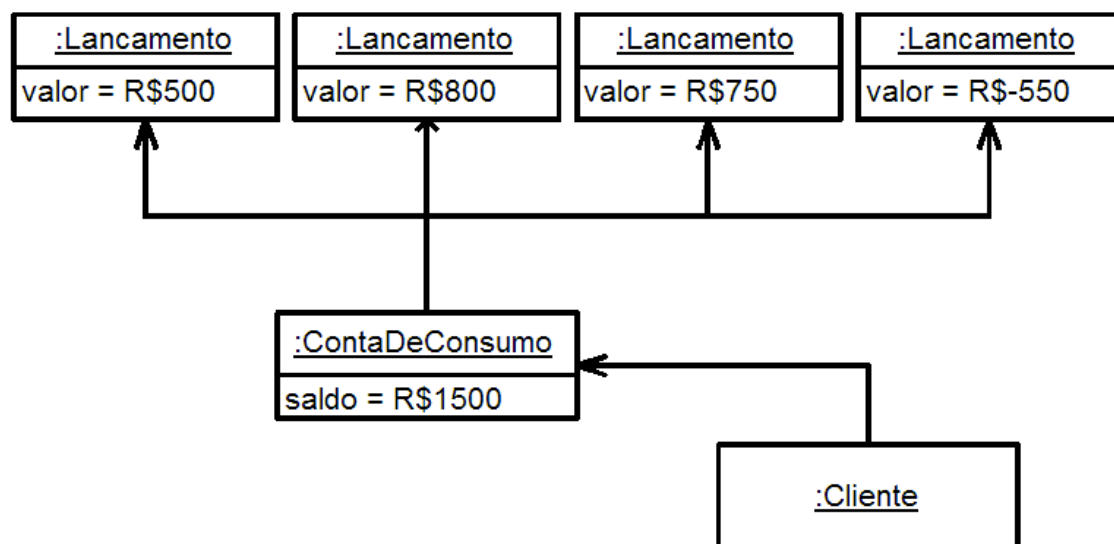 :Lancamento
valor = R$500
:Lancamento
valor = R$800
:Lancamento
valor = R$750
:Lancamento
valor = R$-550
:ContaDeConsumo
saldo = R$1500
:Cliente